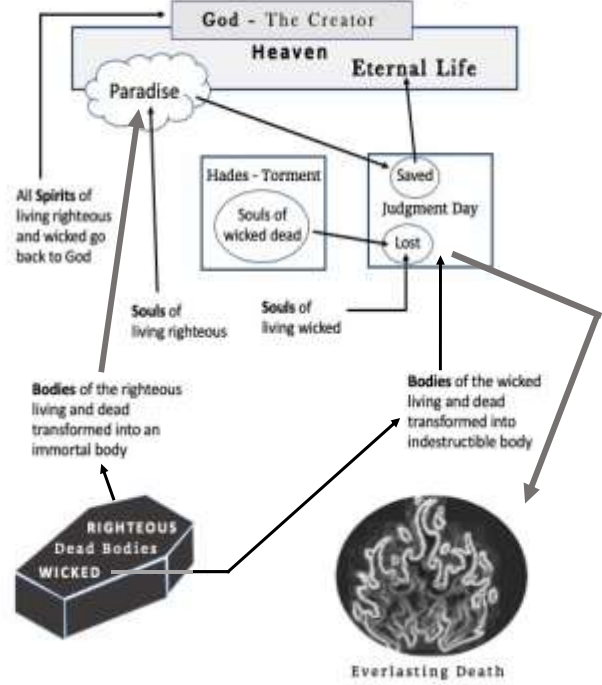 God - The Creator
Heaven
Eternal Life
Paradise
Hades - Torment
Souls of
wicked dead
Saved
Judgment Day
Lost
All Spirits of
living righteous
and wicked go
back to God
Souls of
living righteous
Souls of
living wicked
Bodies of the righteous
living and dead
transformed into an
immortal body
Bodies of the wicked
living and dead
transformed into
indestructible body
RIGHTEOUS
Dead Bodies
WICKED
Everlasting Death